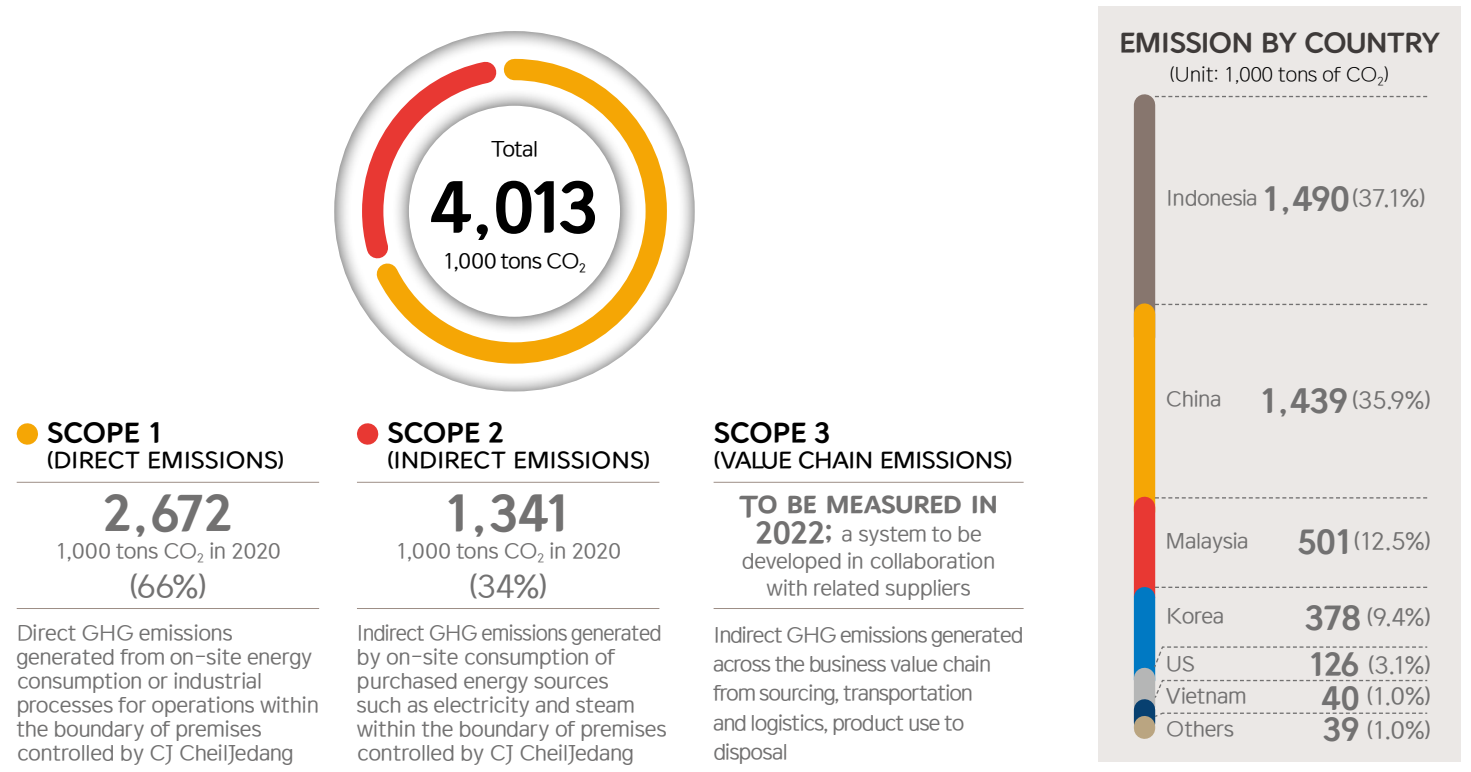 Total
4,013
1,000 tons CO₂
SCOPE 1
(DIRECT EMISSIONS)
2,672
1,000 tons CO₂ in 2020
(66%)
Direct GHG emissions
generated from on-site energy
consumption or industrial
processes for operations within
the boundary of premises
controlled by CJ CheilJedang
SCOPE 2
(INDIRECT EMISSIONS)
1,341
1,000 tons CO₂ in 2020
(34%)
Indirect GHG emissions generated
by on-site consumption of
purchased energy sources
such as electricity and steam
within the boundary of premises
controlled by CJ CheilJedang
SCOPE 3
(VALUE CHAIN EMISSIONS)
TO BE MEASURED IN
2022; a system to be
developed in collaboration
with related suppliers
Indirect GHG emissions generated
across the business value chain
from sourcing, transportation
and logistics, product use to
disposal
EMISSION BY COUNTRY
(Unit: 1,000 tons of CO₂)
Indonesia 1,490 (37.1%)
China 1,439 (35.9%)
Malaysia 501 (12.5%)
Korea 378 (9.4%)
US 126 (3.1%)
Vietnam 40 (1.0%)
Others 39 (1.0%)